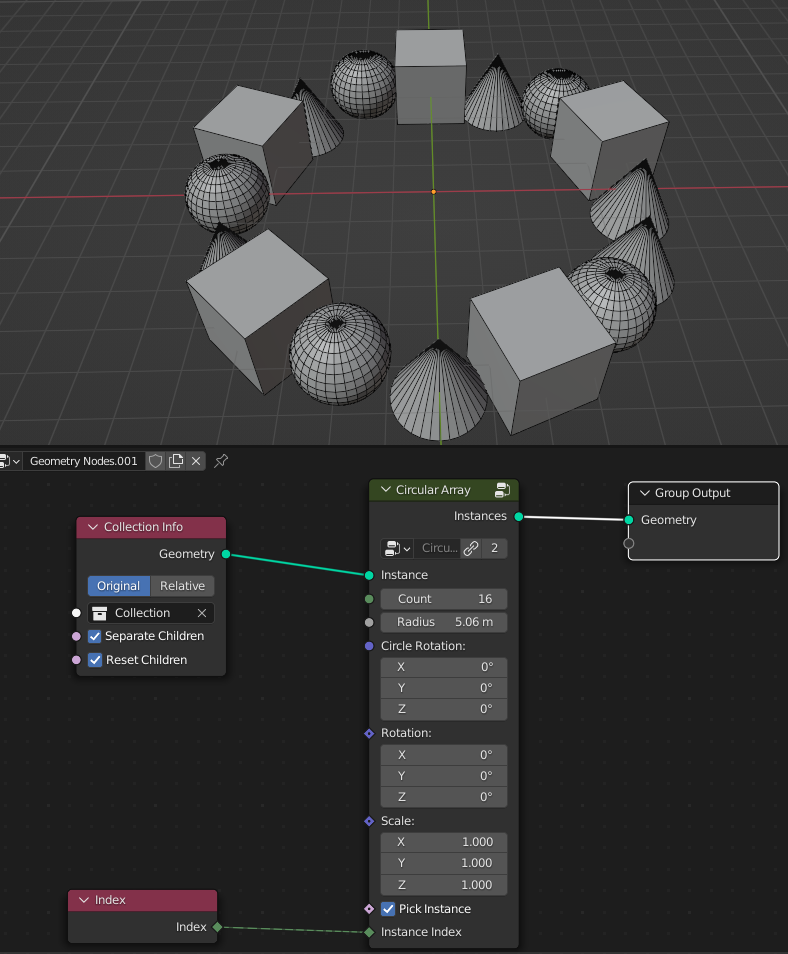 Geometry Nodes.001
Circular Array
Instances
Circu... 2
Instance
Count 16
Radius 5.06 m
Circle Rotation:
X 0°
Y 0°
Z 0°
Rotation:
X 0°
Y 0°
Z 0°
Scale:
X 1.000
Y 1.000
Z 1.000
Pick Instance
Instance Index
Collection Info
Geometry
Original Relative
Collection
Separate Children
Reset Children
Index
Index
Group Output
Geometry